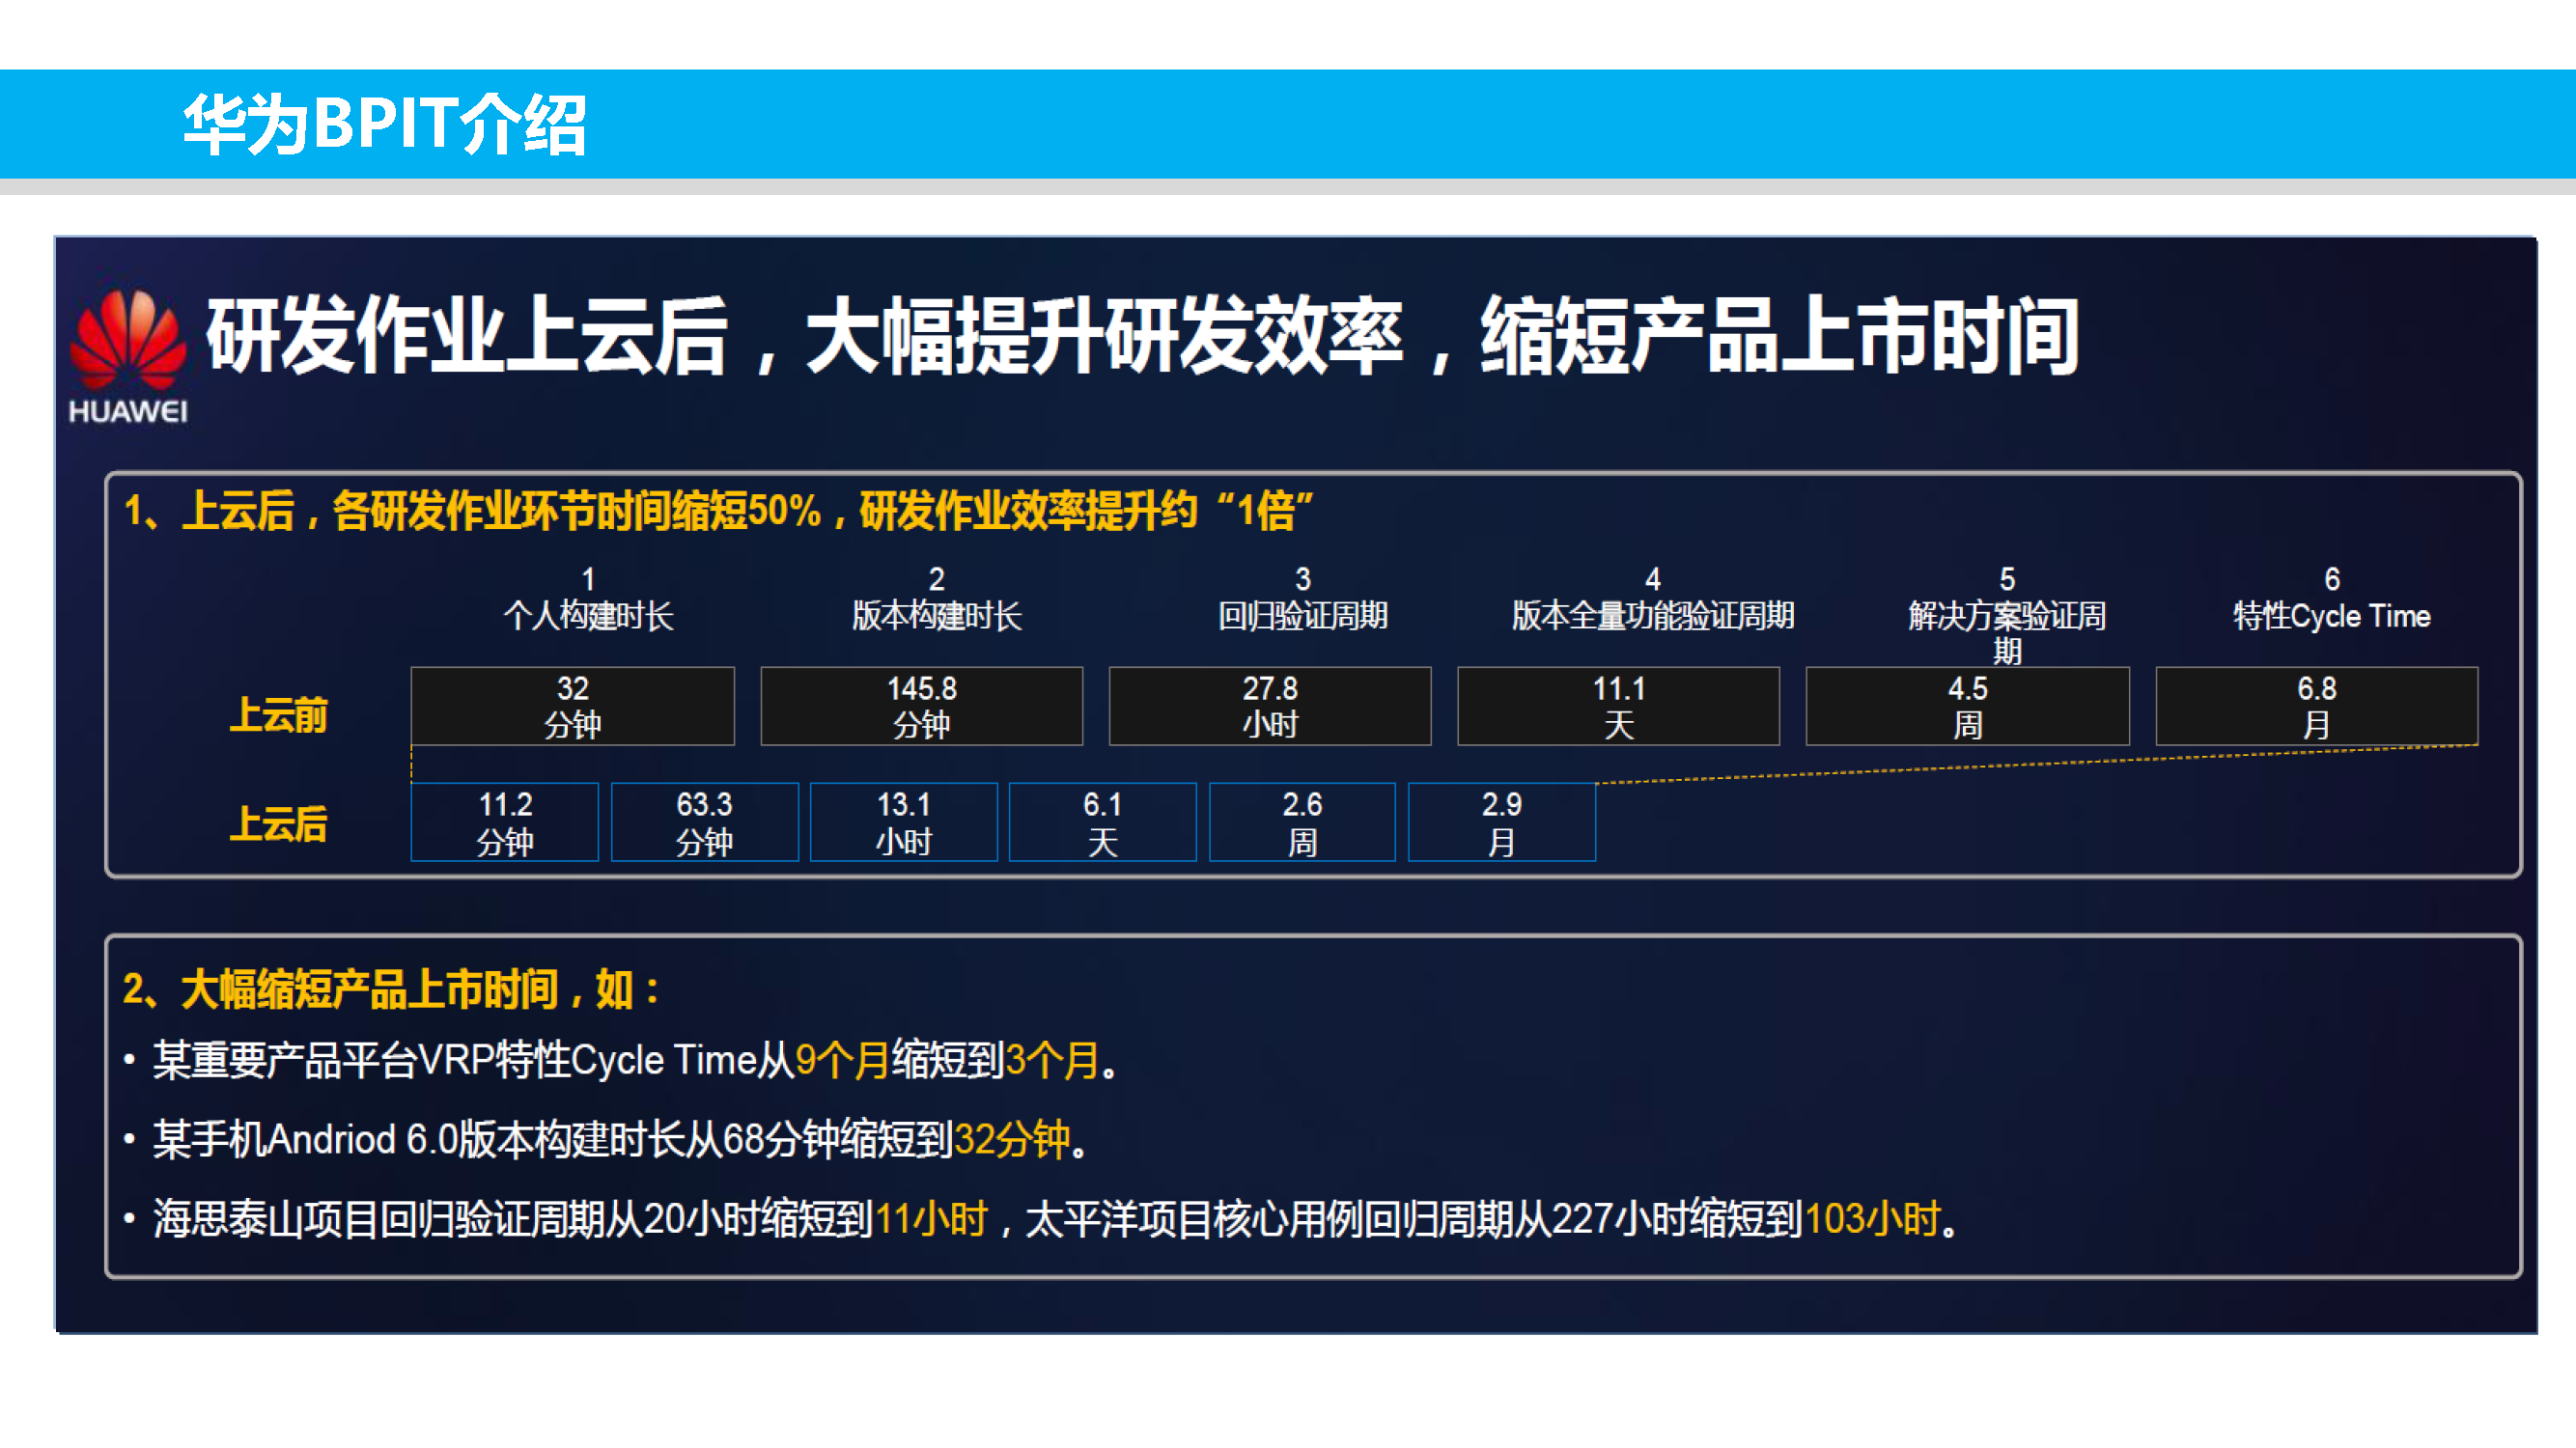 华为BPIT介绍
研发作业上云后，大幅提升研发效率，缩短产品上市时间
HUAWEI
1、上云后，各研发作业环节时间缩短50%，研发作业效率提升约“1倍”
1 2 3 4 5 6
个人构建时长 版本构建时长 回归验证周期 版本全量功能验证周期 解决方案验证周 特性Cycle Time
期
32 145.8 27.8 11.1 4.5 6.8
上云前 分钟 分钟 小时 天 周 月
11.2 63.3 13.1 6.1 2.6 2.9
上云后 分钟 分钟 小时 天 周 月
2、大幅缩短产品上市时间，如：
• 某重要产品平台VRP特性Cycle Time从9个月缩短到3个月。
• 某手机Andriod 6.0版本构建时长从68分钟缩短到32分钟。
• 海思泰山项目回归验证周期从20小时缩短到11小时，太平洋项目核心用例回归周期从227小时缩短到103小时。